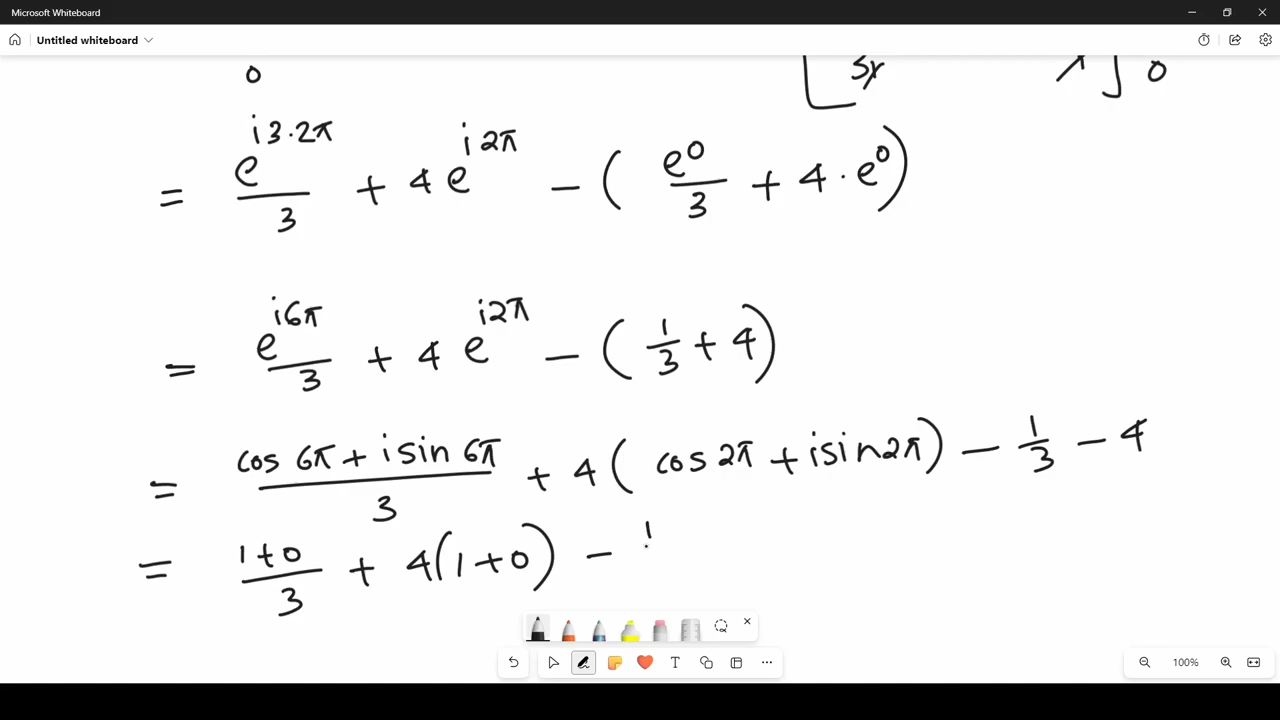 Microsoft Whiteboard
Untitled whiteboard
0
0
= e^{i3·2π}/3 + 4e^{i2π} − (e^0/3 + 4·e^0)
= e^{i6π}/3 + 4e^{i2π} − (1/3 + 4)
= (cos 6π + i sin 6π)/3 + 4(cos 2π + i sin 2π) − 1/3 − 4
= (1+0)/3 + 4(1+0) − 1
100%